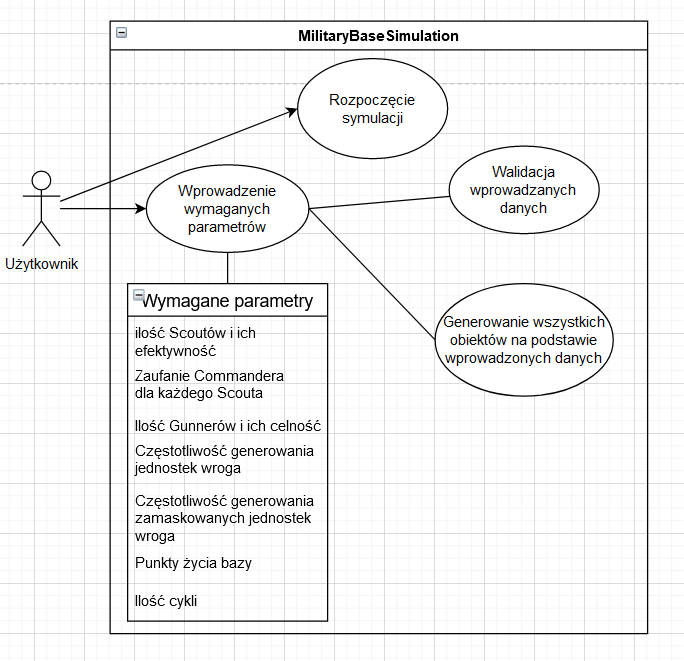 MilitaryBaseSimulation
Rozpoczęcie
symulacji
Walidacja
wprowadzanych
danych
Wprowadzenie
wymaganych
parametrów
Użytkownik
Generowanie wszystkich
obiektów na podstawie
wprowadzonych danych
Wymagane parametry
ilość Scoutów i ich
efektywność
Zaufanie Commandera
dla każdego Scouta
Ilość Gunnerów i ich celność
Częstotliwość generowania
jednostek wroga
Częstotliwość generowania
zamaskowanych jednostek
wroga
Punkty życia bazy
Ilość cykli